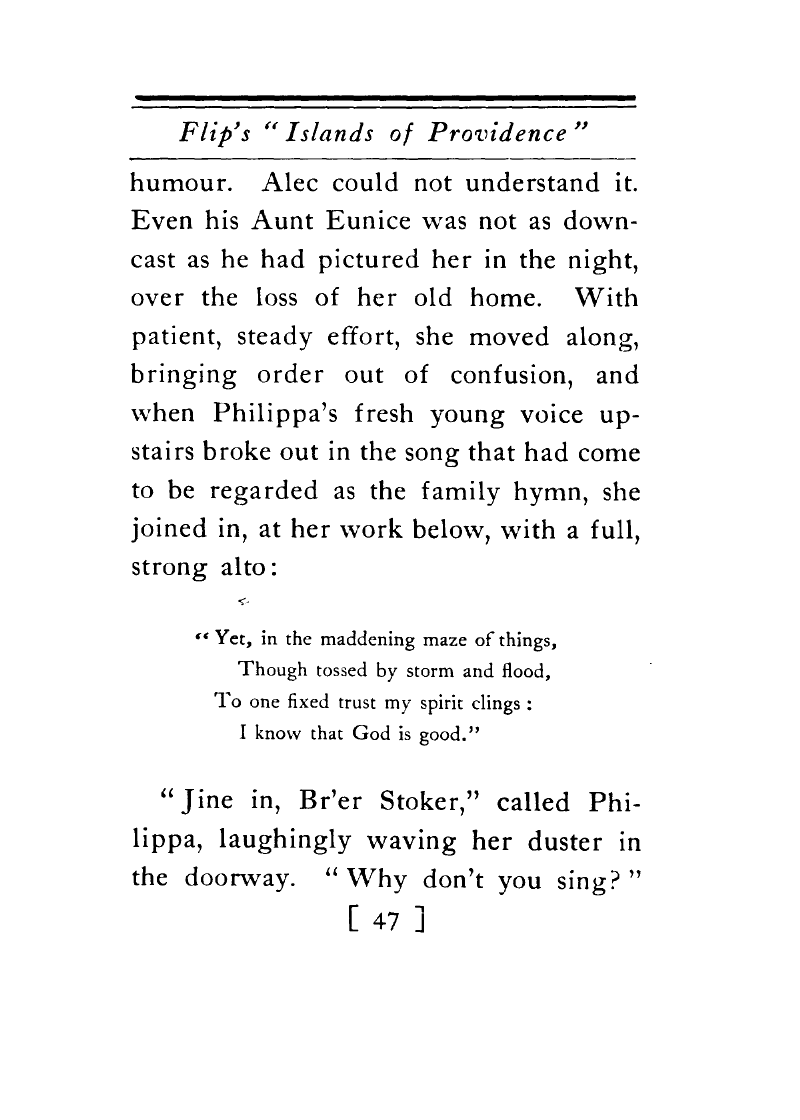 Flip's "Islands of Providence"
humour. Alec could not understand it.
Even his Aunt Eunice was not as down-
cast as he had pictured her in the night,
over the loss of her old home. With
patient, steady effort, she moved along,
bringing order out of confusion, and
when Philippa's fresh young voice up-
stairs broke out in the song that had come
to be regarded as the family hymn, she
joined in, at her work below, with a full,
strong alto:
"Yet, in the maddening maze of things,
Though tossed by storm and flood,
To one fixed trust my spirit clings:
I know that God is good."
"Jine in, Br'er Stoker," called Phi-
lippa, laughingly waving her duster in
the doorway. "Why don't you sing?"
[ 47 ]